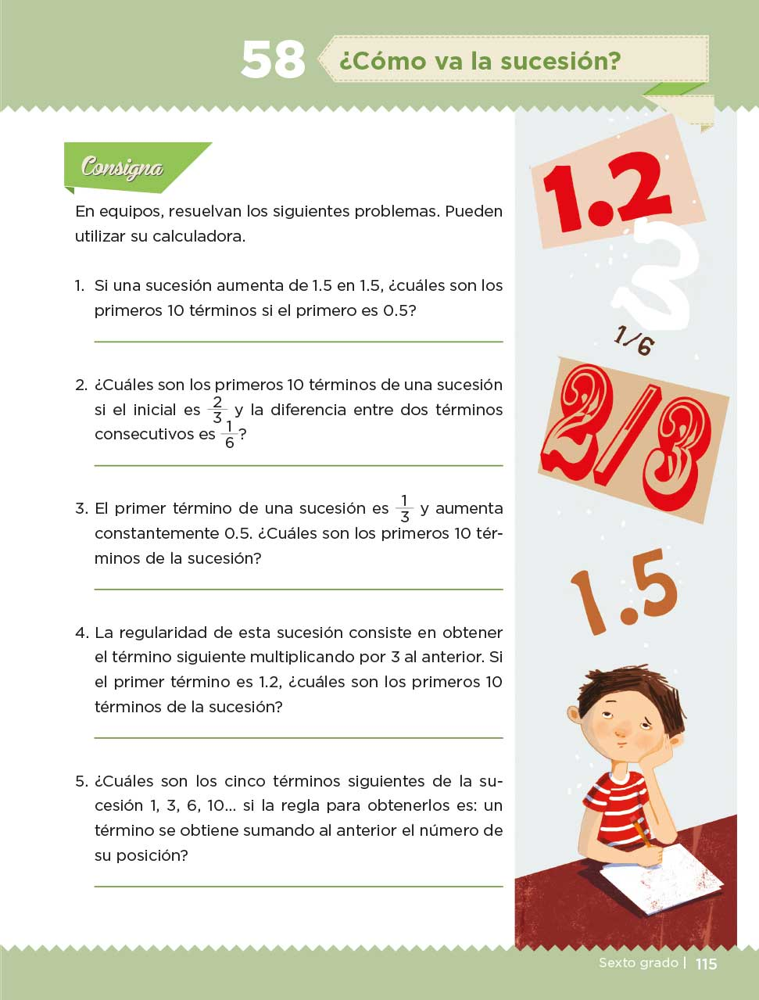 58
¿Cómo va la sucesión?
Consigna
En equipos, resuelvan los siguientes problemas. Pueden
utilizar su calculadora.
1. Si una sucesión aumenta de 1.5 en 1.5, ¿cuáles son los
primeros 10 términos si el primero es 0.5?
2. ¿Cuáles son los primeros 10 términos de una sucesión
si el inicial es 2/3 y la diferencia entre dos términos
consecutivos es 1/6?
3. El primer término de una sucesión es 1/3 y aumenta
constantemente 0.5. ¿Cuáles son los primeros 10 tér-
minos de la sucesión?
4. La regularidad de esta sucesión consiste en obtener
el término siguiente multiplicando por 3 al anterior. Si
el primer término es 1.2, ¿cuáles son los primeros 10
términos de la sucesión?
5. ¿Cuáles son los cinco términos siguientes de la su-
cesión 1, 3, 6, 10... si la regla para obtenerlos es: un
término se obtiene sumando al anterior el número de
su posición?
1.2
3
1/6
2/3
1.5
Sexto grado | 115